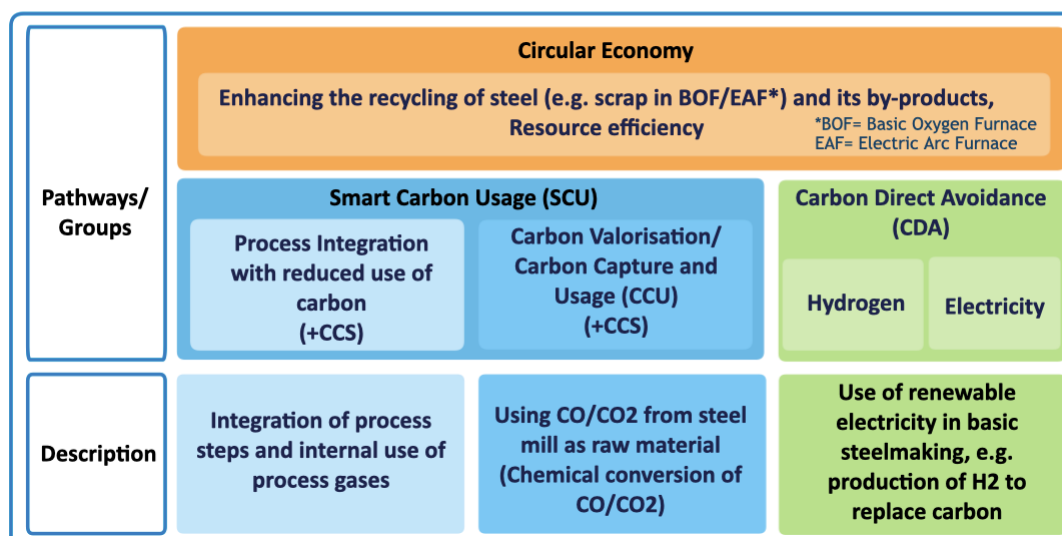 Circular Economy
Enhancing the recycling of steel (e.g. scrap in BOF/EAF*) and its by-products,
Resource efficiency
*BOF= Basic Oxygen Furnace
EAF= Electric Arc Furnace
Pathways/
Groups
Smart Carbon Usage (SCU)
Process Integration
with reduced use of
carbon
(+CCS)
Carbon Valorisation/
Carbon Capture and
Usage (CCU)
(+CCS)
Carbon Direct Avoidance
(CDA)
Hydrogen
Electricity
Description
Integration of process
steps and internal use of
process gases
Using CO/CO2 from steel
mill as raw material
(Chemical conversion of
CO/CO2)
Use of renewable
electricity in basic
steelmaking, e.g.
production of H2 to
replace carbon